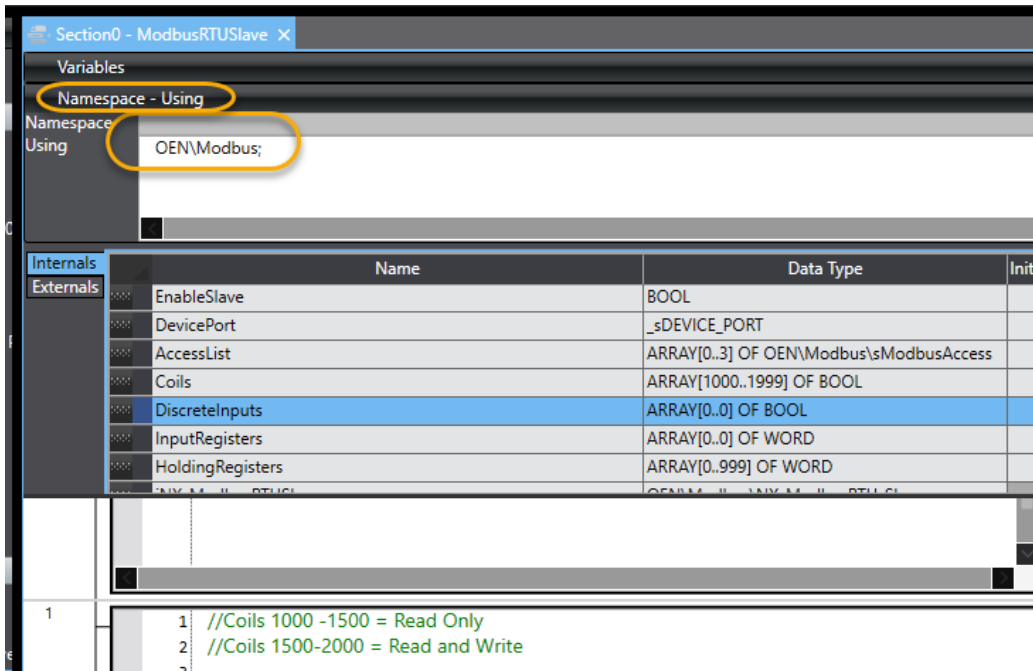 Section0 - ModbusRTUSlave ×
Variables
Namespace - Using
Namespace
Using OEN\Modbus;
Internals
Externals
Name Data Type Init
EnableSlave BOOL
DevicePort _sDEVICE_PORT
AccessList ARRAY[0..3] OF OEN\Modbus\sModbusAccess
Coils ARRAY[1000..1999] OF BOOL
DiscreteInputs ARRAY[0..0] OF BOOL
InputRegisters ARRAY[0..0] OF WORD
HoldingRegisters ARRAY[0..999] OF WORD
1
1 //Coils 1000 -1500 = Read Only
2 //Coils 1500-2000 = Read and Write